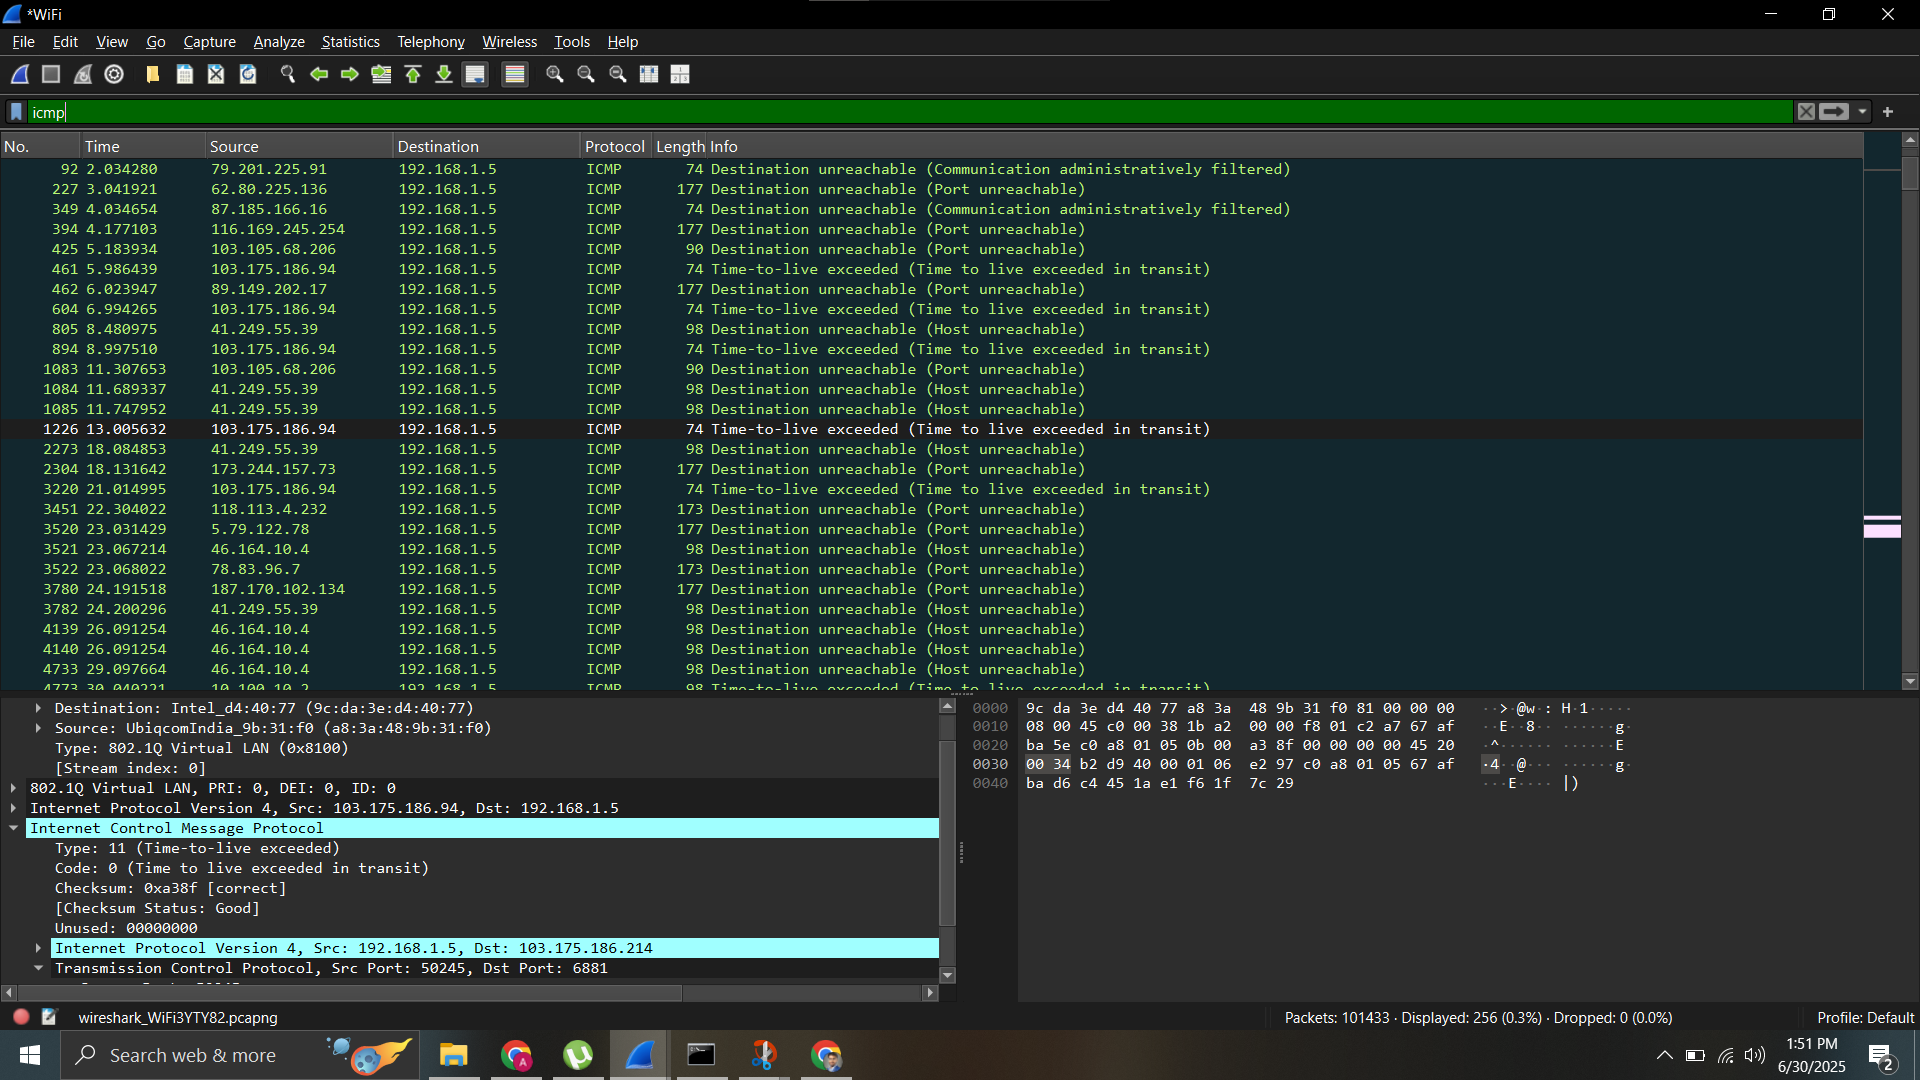 *WiFi
File Edit View Go Capture Analyze Statistics Telephony Wireless Tools Help
icmp
No. Time Source Destination Protocol Length Info
92 2.034280 79.201.225.91 192.168.1.5 ICMP 74 Destination unreachable (Communication administratively filtered)
227 3.041921 62.80.225.136 192.168.1.5 ICMP 177 Destination unreachable (Port unreachable)
349 4.034654 87.185.166.16 192.168.1.5 ICMP 74 Destination unreachable (Communication administratively filtered)
394 4.177103 116.169.245.254 192.168.1.5 ICMP 177 Destination unreachable (Port unreachable)
425 5.183934 103.105.68.206 192.168.1.5 ICMP 90 Destination unreachable (Port unreachable)
461 5.986439 103.175.186.94 192.168.1.5 ICMP 74 Time-to-live exceeded (Time to live exceeded in transit)
462 6.023947 89.149.202.17 192.168.1.5 ICMP 177 Destination unreachable (Port unreachable)
604 6.994265 103.175.186.94 192.168.1.5 ICMP 74 Time-to-live exceeded (Time to live exceeded in transit)
805 8.480975 41.249.55.39 192.168.1.5 ICMP 98 Destination unreachable (Host unreachable)
894 8.997510 103.175.186.94 192.168.1.5 ICMP 74 Time-to-live exceeded (Time to live exceeded in transit)
1083 11.307653 103.105.68.206 192.168.1.5 ICMP 90 Destination unreachable (Port unreachable)
1084 11.689337 41.249.55.39 192.168.1.5 ICMP 98 Destination unreachable (Host unreachable)
1085 11.747952 41.249.55.39 192.168.1.5 ICMP 98 Destination unreachable (Host unreachable)
1226 13.005632 103.175.186.94 192.168.1.5 ICMP 74 Time-to-live exceeded (Time to live exceeded in transit)
2273 18.084853 41.249.55.39 192.168.1.5 ICMP 98 Destination unreachable (Host unreachable)
2304 18.131642 173.244.157.73 192.168.1.5 ICMP 177 Destination unreachable (Port unreachable)
3220 21.014995 103.175.186.94 192.168.1.5 ICMP 74 Time-to-live exceeded (Time to live exceeded in transit)
3451 22.304022 118.113.4.232 192.168.1.5 ICMP 173 Destination unreachable (Port unreachable)
3520 23.031429 5.79.122.78 192.168.1.5 ICMP 177 Destination unreachable (Port unreachable)
3521 23.067214 46.164.10.4 192.168.1.5 ICMP 98 Destination unreachable (Host unreachable)
3522 23.068022 78.83.96.7 192.168.1.5 ICMP 173 Destination unreachable (Port unreachable)
3780 24.191518 187.170.102.134 192.168.1.5 ICMP 177 Destination unreachable (Port unreachable)
3782 24.200296 41.249.55.39 192.168.1.5 ICMP 98 Destination unreachable (Host unreachable)
4139 26.091254 46.164.10.4 192.168.1.5 ICMP 98 Destination unreachable (Host unreachable)
4140 26.091254 46.164.10.4 192.168.1.5 ICMP 98 Destination unreachable (Host unreachable)
4733 29.097664 46.164.10.4 192.168.1.5 ICMP 98 Destination unreachable (Host unreachable)
4773 30.040221 10.100.10.2 192.168.1.5 ICMP 98 Time-to-live exceeded (Time to live exceeded in transit)
Destination: Intel_d4:40:77 (9c:da:3e:d4:40:77)
Source: UbiqcomIndia_9b:31:f0 (a8:3a:48:9b:31:f0)
Type: 802.1Q Virtual LAN (0x8100)
[Stream index: 0]
802.1Q Virtual LAN, PRI: 0, DEI: 0, ID: 0
Internet Protocol Version 4, Src: 103.175.186.94, Dst: 192.168.1.5
Internet Control Message Protocol
Type: 11 (Time-to-live exceeded)
Code: 0 (Time to live exceeded in transit)
Checksum: 0xa38f [correct]
[Checksum Status: Good]
Unused: 00000000
Internet Protocol Version 4, Src: 192.168.1.5, Dst: 103.175.186.214
Transmission Control Protocol, Src Port: 50245, Dst Port: 6881
0000 9c da 3e d4 40 77 a8 3a 48 9b 31 f0 81 00 00 00 ··>·@w·: H·1·····
0010 08 00 45 c0 00 38 1b a2 00 00 f8 01 c2 a7 67 af ··E··8·· ······g·
0020 ba 5e c0 a8 01 05 0b 00 a3 8f 00 00 00 00 45 20 ·^······ ······E
0030 00 34 b2 d9 40 00 01 06 e2 97 c0 a8 01 05 67 af ·4··@··· ······g·
0040 ba d6 c4 45 1a e1 f6 1f 7c 29 ···E···· |)
wireshark_WiFi3YTY82.pcapng
Packets: 101433 · Displayed: 256 (0.3%) · Dropped: 0 (0.0%)
Profile: Default
Search web & more
A
1:51 PM
6/30/2025
2